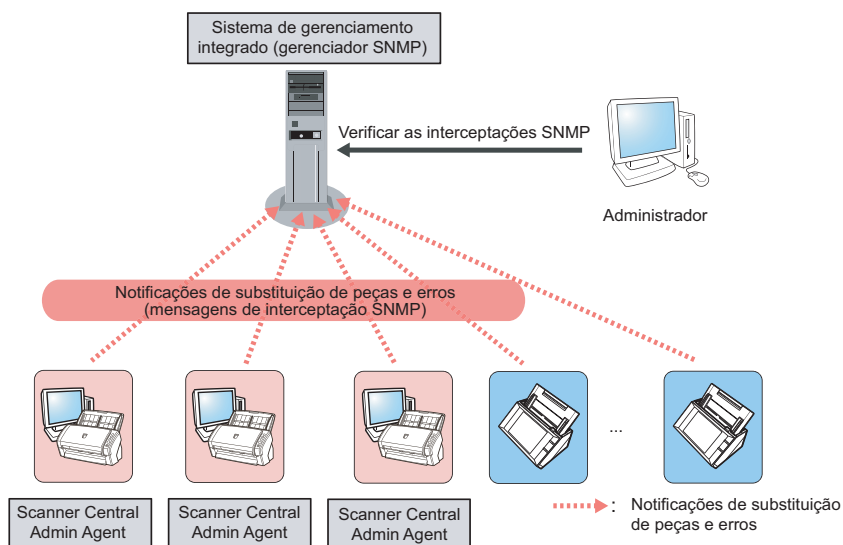 Sistema de gerenciamento
integrado (gerenciador SNMP)
Verificar as interceptações SNMP
Administrador
Notificações de substituição de peças e erros
(mensagens de interceptação SNMP)
...
Scanner Central
Admin Agent
Scanner Central
Admin Agent
Scanner Central
Admin Agent
: Notificações de substituição
de peças e erros